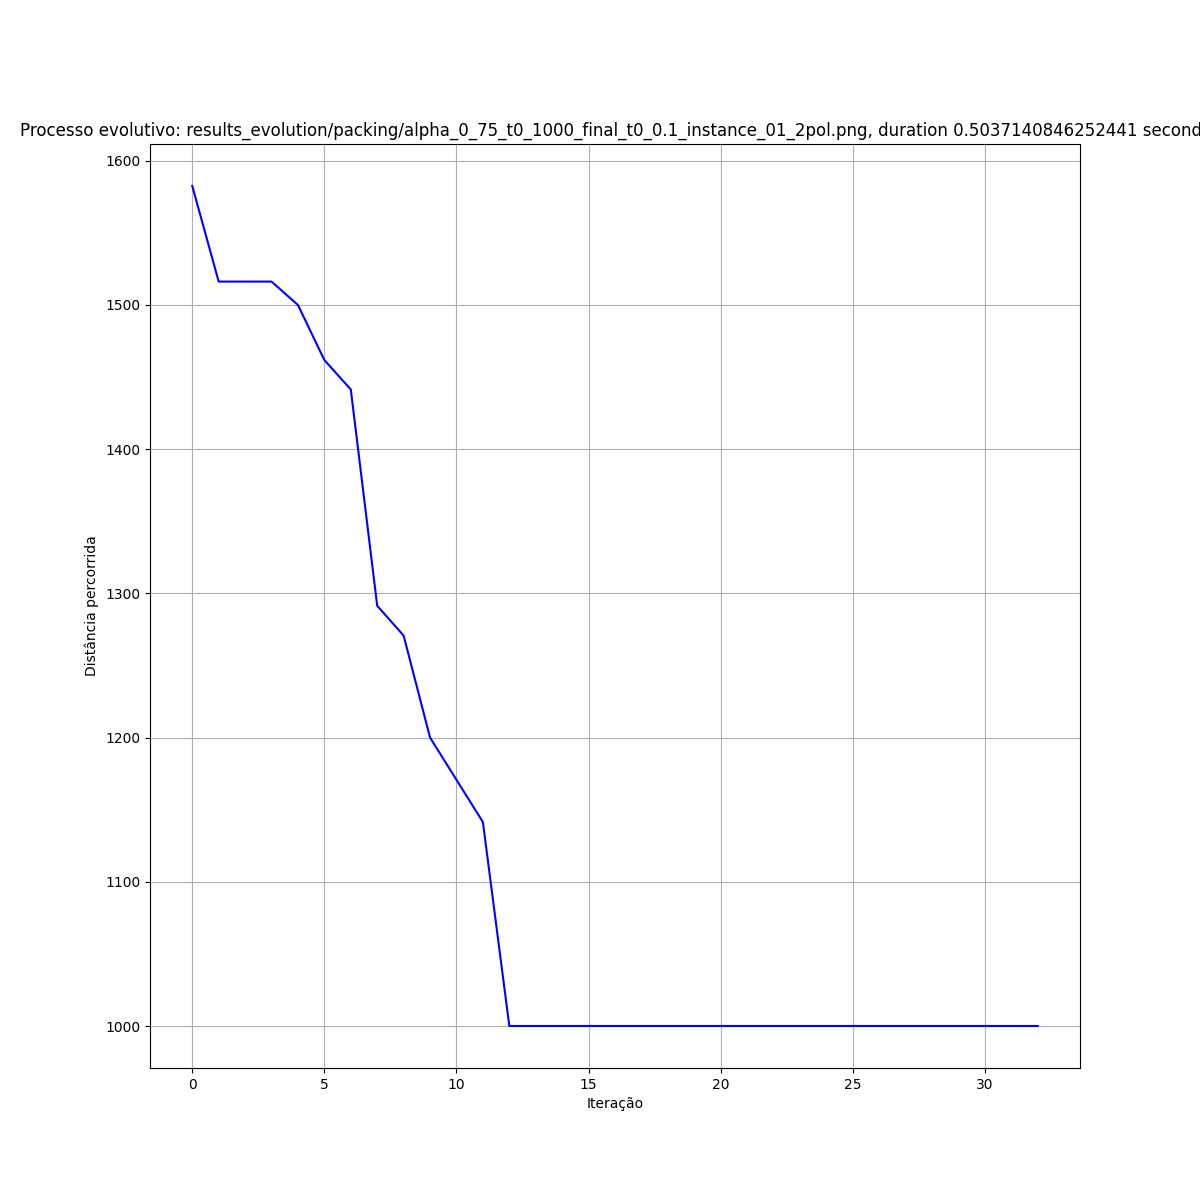 Processo evolutivo: results_evolution/packing/alpha_0_75_t0_1000_final_t0_0.1_instance_01_2pol.png, duration 0.5037140846252441 second
1600
1500
1400
1300
1200
1100
1000
Distância percorrida
0 5 10 15 20 25 30
Iteração